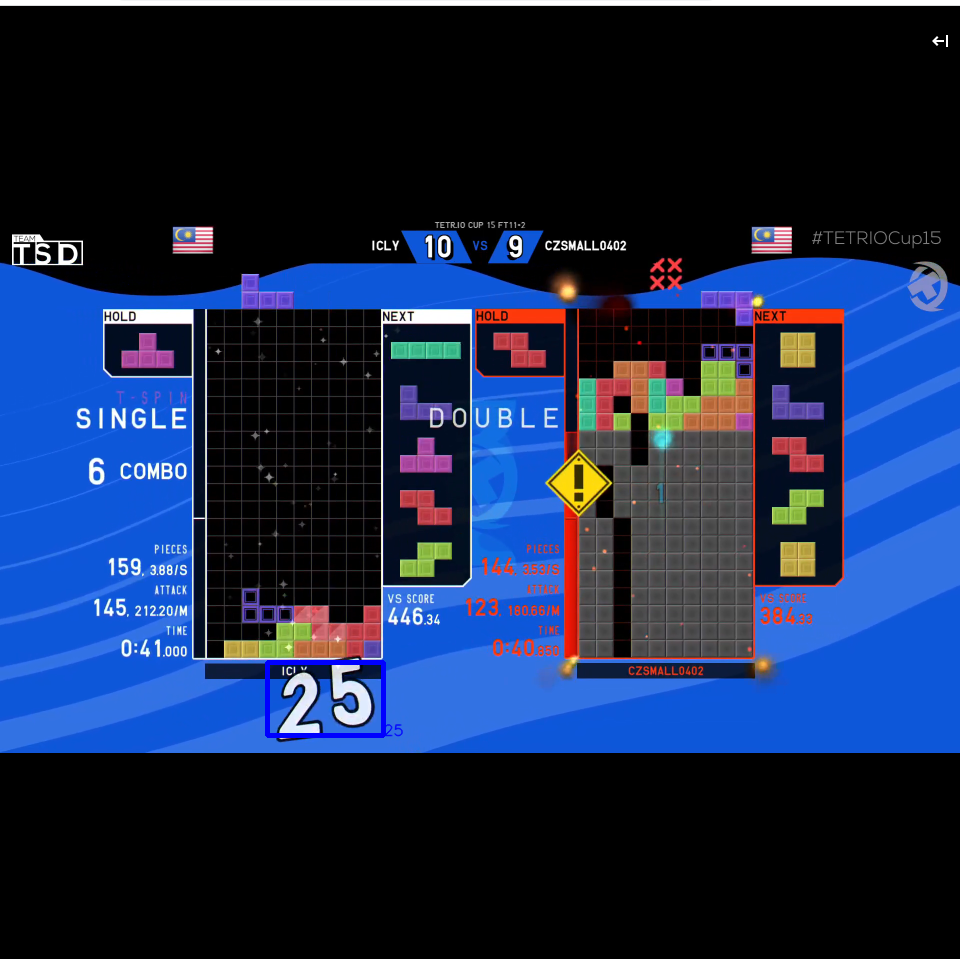 TETR.IO CUP 15 FT11-2
TEAM
TSD
ICLY 10 VS 9 CZSMALL0402
#TETRIOCup15
HOLD
NEXT
HOLD
NEXT
T-SPIN
SINGLE
DOUBLE
6 COMBO
1
PIECES
159, 3.88/S
ATTACK
145, 212.20/M
TIME
0:41.000
VS SCORE
446.34
PIECES
144, 3.53/S
ATTACK
123, 180.66/M
TIME
0:40.850
VS SCORE
384.33
ICLY
CZSMALL0402
25
25